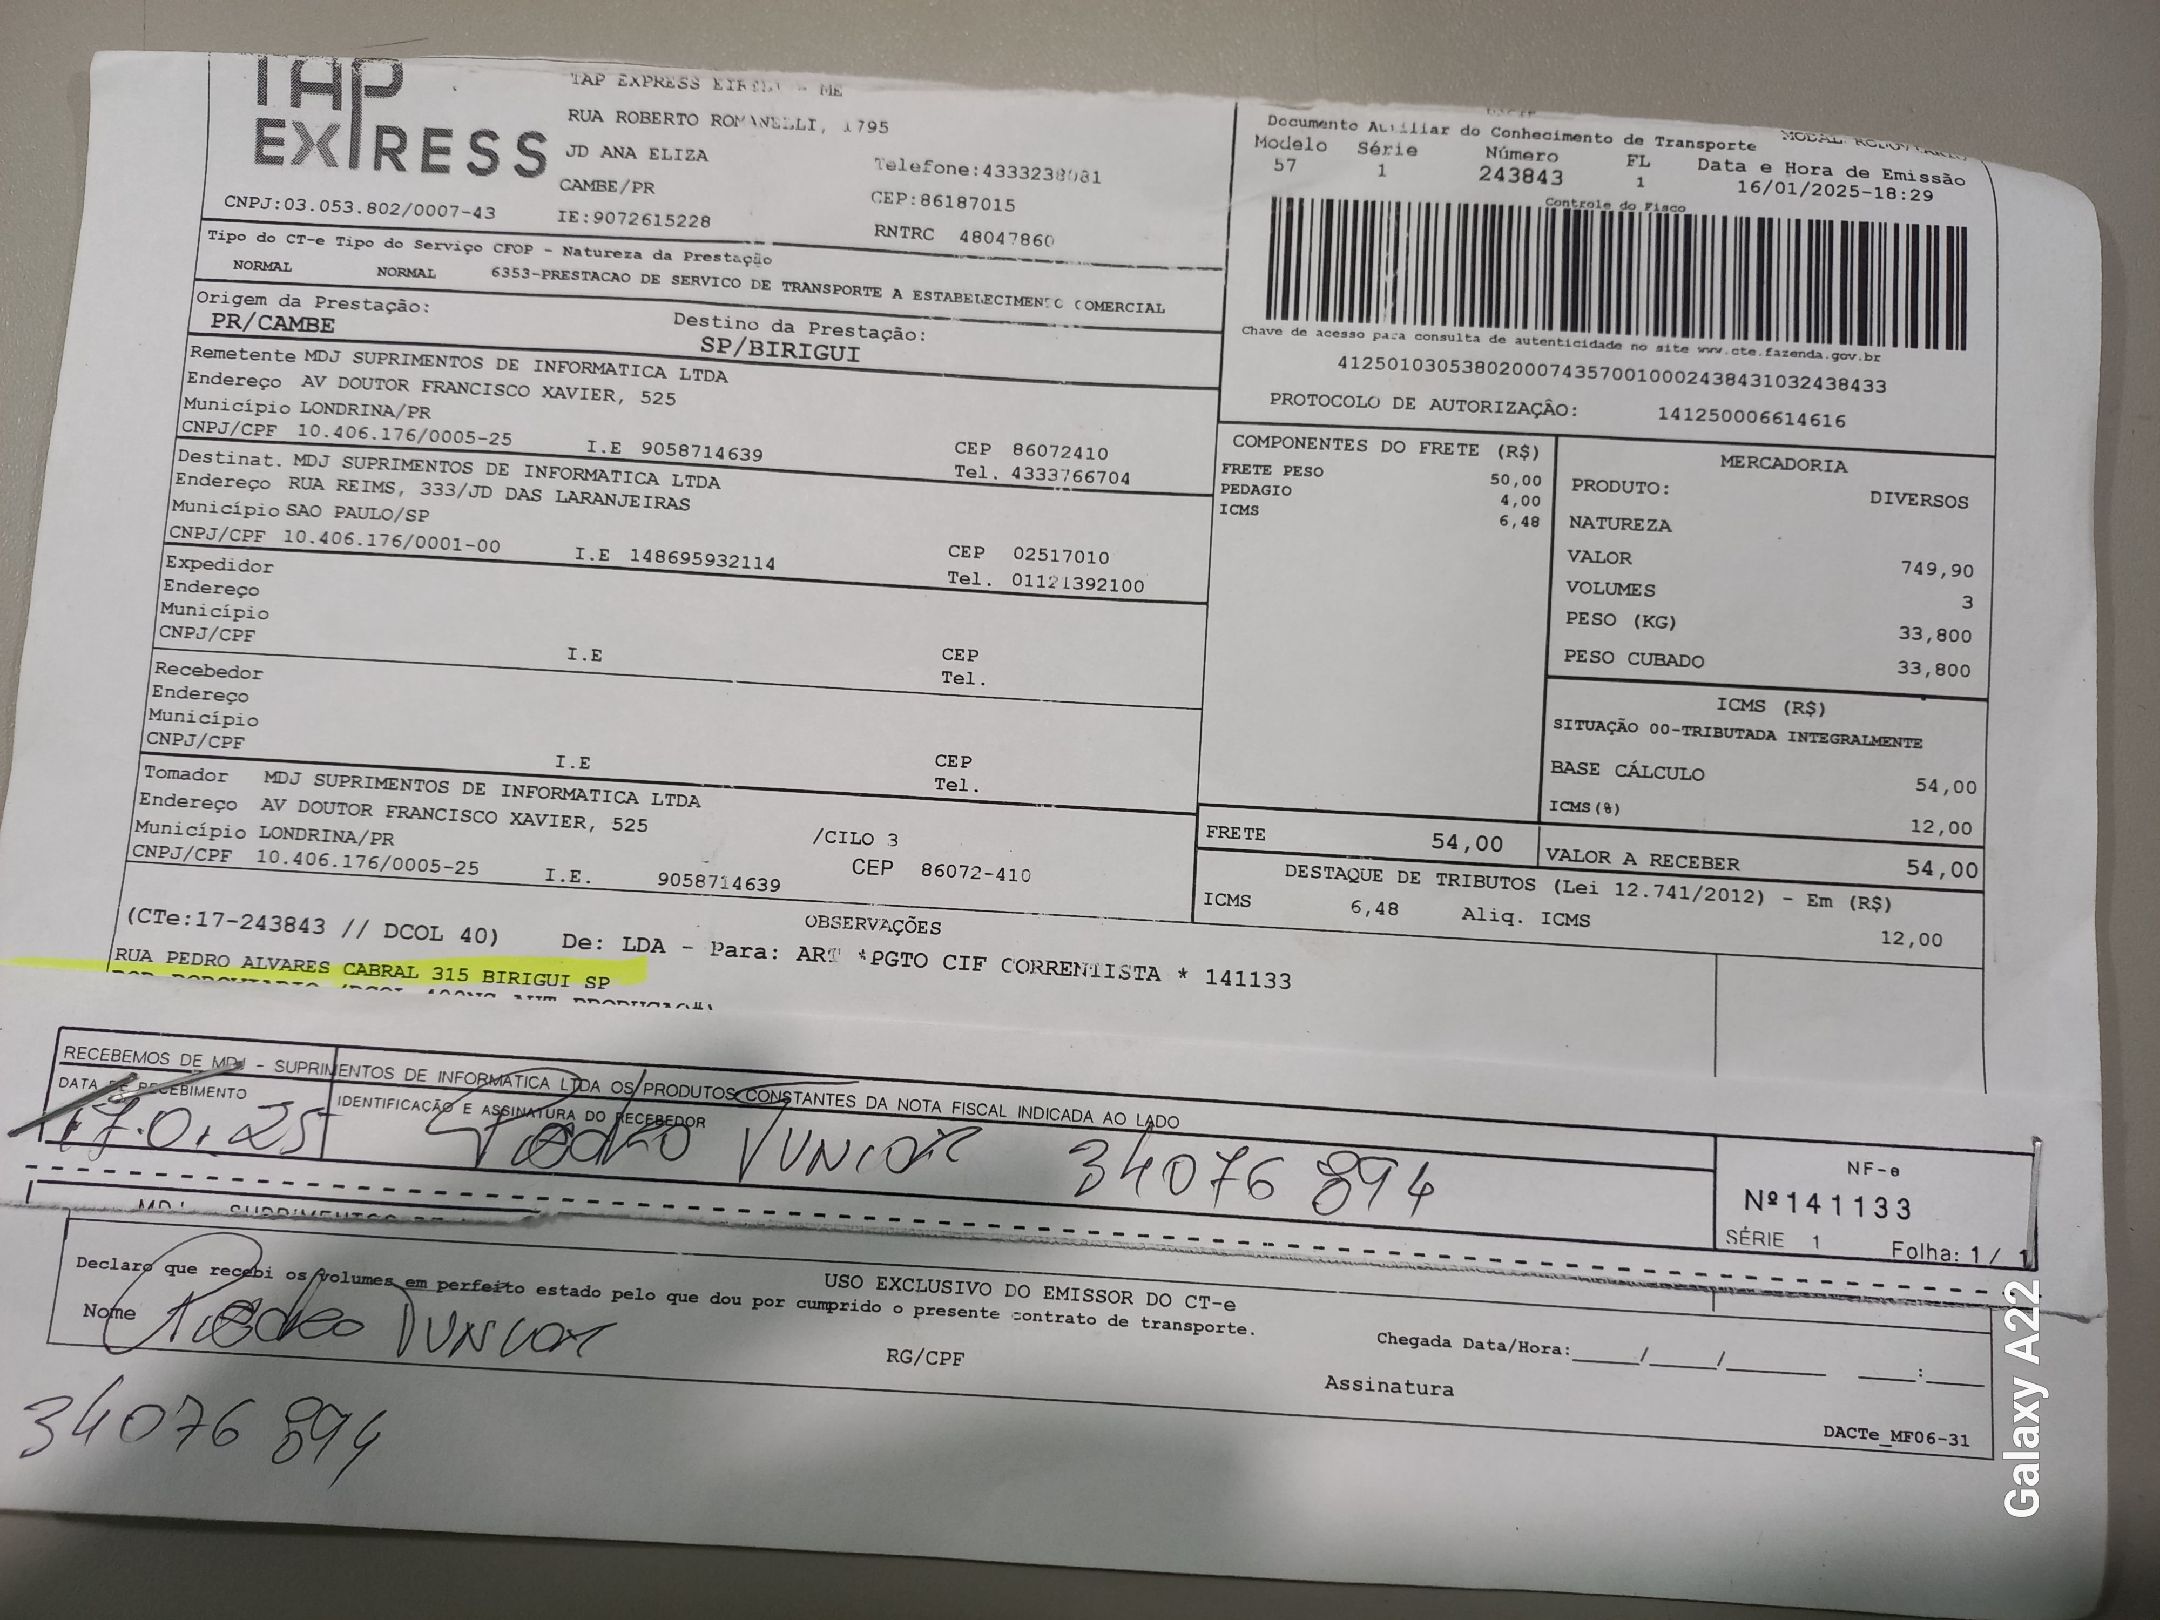 TAP
EXPRESS
CNPJ:03.053.802/0007-43
TAP EXPRESS EIRELI - ME
RUA ROBERTO ROMANELLI, 1795
JD ANA ELIZA
CAMBE/PR
IE:9072615228
Telefone:4333238081
CEP:86187015
RNTRC 48047860
Documento Auxiliar do Conhecimento de Transporte
Modelo Série Número FL Data e Hora de Emissão
57 1 243843 1 16/01/2025-18:29
Controle do Fisco
Chave de acesso para consulta de autenticidade no site www.cte.fazenda.gov.br
41250103053802000743570010002438431032438433
PROTOCOLO DE AUTORIZAÇÃO: 141250006614616
Tipo do CT-e Tipo do Serviço CFOP - Natureza da Prestação
NORMAL NORMAL 6353-PRESTACAO DE SERVICO DE TRANSPORTE A ESTABELECIMENTO COMERCIAL
Origem da Prestação: Destino da Prestação:
PR/CAMBE SP/BIRIGUI
Remetente MDJ SUPRIMENTOS DE INFORMATICA LTDA
Endereço AV DOUTOR FRANCISCO XAVIER, 525
Município LONDRINA/PR CEP 86072410
CNPJ/CPF 10.406.176/0005-25 I.E 9058714639 Tel. 4333766704
Destinat. MDJ SUPRIMENTOS DE INFORMATICA LTDA
Endereço RUA REIMS, 333/JD DAS LARANJEIRAS
Município SAO PAULO/SP CEP 02517010
CNPJ/CPF 10.406.176/0001-00 I.E 148695932114 Tel. 01121392100
Expedidor
Endereço
Município CEP
CNPJ/CPF I.E Tel.
Recebedor
Endereço
Município CEP
CNPJ/CPF I.E Tel.
Tomador MDJ SUPRIMENTOS DE INFORMATICA LTDA
Endereço AV DOUTOR FRANCISCO XAVIER, 525 /CILO 3
Município LONDRINA/PR CEP 86072-410
CNPJ/CPF 10.406.176/0005-25 I.E. 9058714639
COMPONENTES DO FRETE (R$)
FRETE PESO 50,00
PEDAGIO 4,00
ICMS 6,48
MERCADORIA
PRODUTO: DIVERSOS
NATUREZA
VALOR 749,90
VOLUMES 3
PESO (KG) 33,800
PESO CUBADO 33,800
ICMS (R$)
SITUAÇÃO 00-TRIBUTADA INTEGRALMENTE
BASE CÁLCULO 54,00
ICMS(%) 12,00
FRETE 54,00 VALOR A RECEBER 54,00
DESTAQUE DE TRIBUTOS (Lei 12.741/2012) - Em (R$)
ICMS 6,48 Aliq. ICMS 12,00
OBSERVAÇÕES
(CTe:17-243843 // DCOL 40) De: LDA - Para: ART *PGTO CIF CORRENTISTA * 141133
RUA PEDRO ALVARES CABRAL 315 BIRIGUI SP
RECEBEMOS DE MDJ - SUPRIMENTOS DE INFORMATICA LTDA OS PRODUTOS CONSTANTES DA NOTA FISCAL INDICADA AO LADO
DATA DE RECEBIMENTO IDENTIFICAÇÃO E ASSINATURA DO RECEBEDOR
17.01.25 Pedro JUNIOR 34076894
NF-e
Nº141133
SÉRIE 1 Folha: 1 / 1
USO EXCLUSIVO DO EMISSOR DO CT-e
Declaro que recebi os volumes em perfeito estado pelo que dou por cumprido o presente contrato de transporte.
Nome Pedro JUNIOR RG/CPF Assinatura Chegada Data/Hora: / / :
34076894
DACTe_MF06-31
Galaxy A22